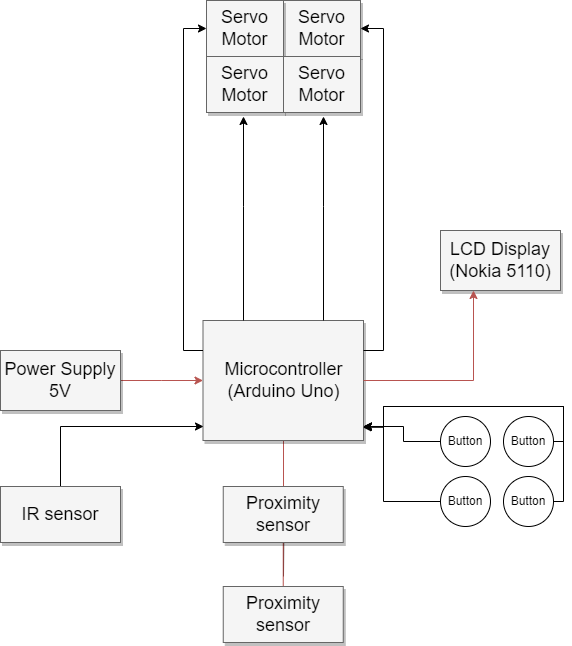 Servo
Motor
Servo
Motor
Servo
Motor
Servo
Motor
LCD Display
(Nokia 5110)
Power Supply
5V
Microcontroller
(Arduino Uno)
Button
Button
Button
Button
IR sensor
Proximity
sensor
Proximity
sensor